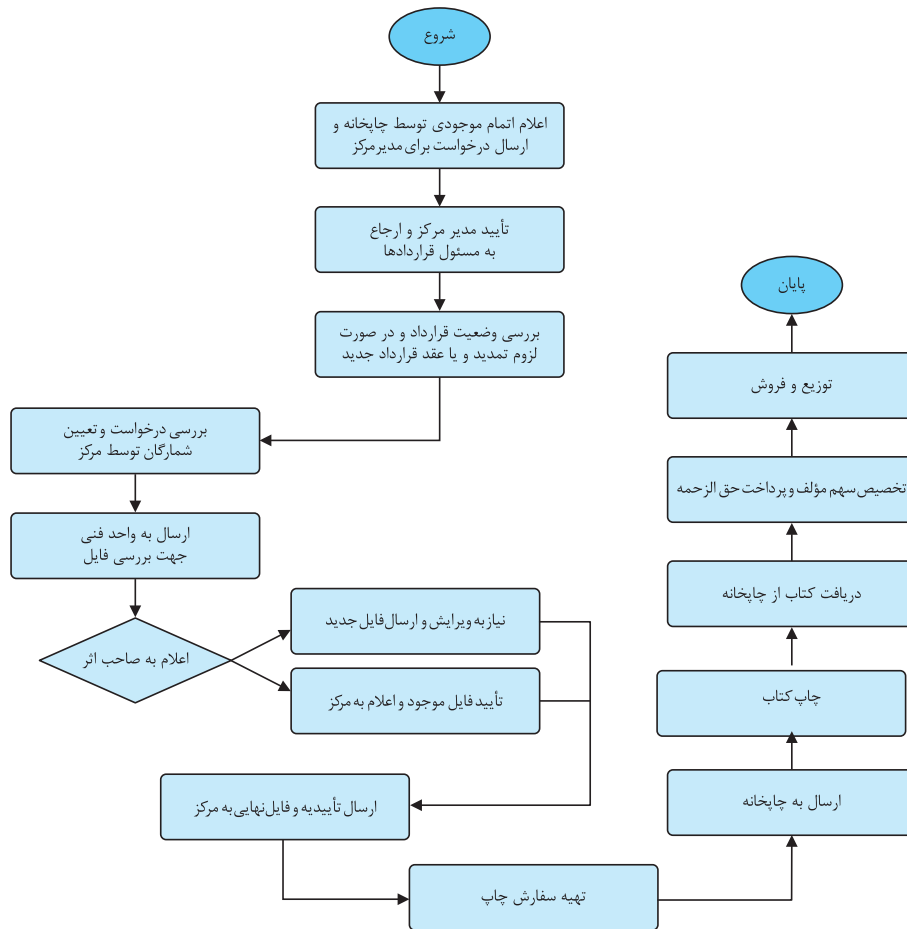 شروع
اعلام اتمام موجودی توسط چاپخانه و
ارسال درخواست برای مدیر مرکز
تأیید مدیر مرکز و ارجاع
به مسئول قراردادها
بررسی وضعیت قرارداد و در صورت
لزوم تمدید و یا عقد قرارداد جدید
بررسی درخواست و تعیین
شمارگان توسط مرکز
ارسال به واحد فنی
جهت بررسی فایل
اعلام به صاحب اثر
نیاز به ویرایش و ارسال فایل جدید
تأیید فایل موجود و اعلام به مرکز
ارسال تأییدیه و فایل نهایی به مرکز
تهیه سفارش چاپ
ارسال به چاپخانه
چاپ کتاب
دریافت کتاب از چاپخانه
تخصیص سهم مؤلف و پرداخت حق الزحمه
توزیع و فروش
پایان